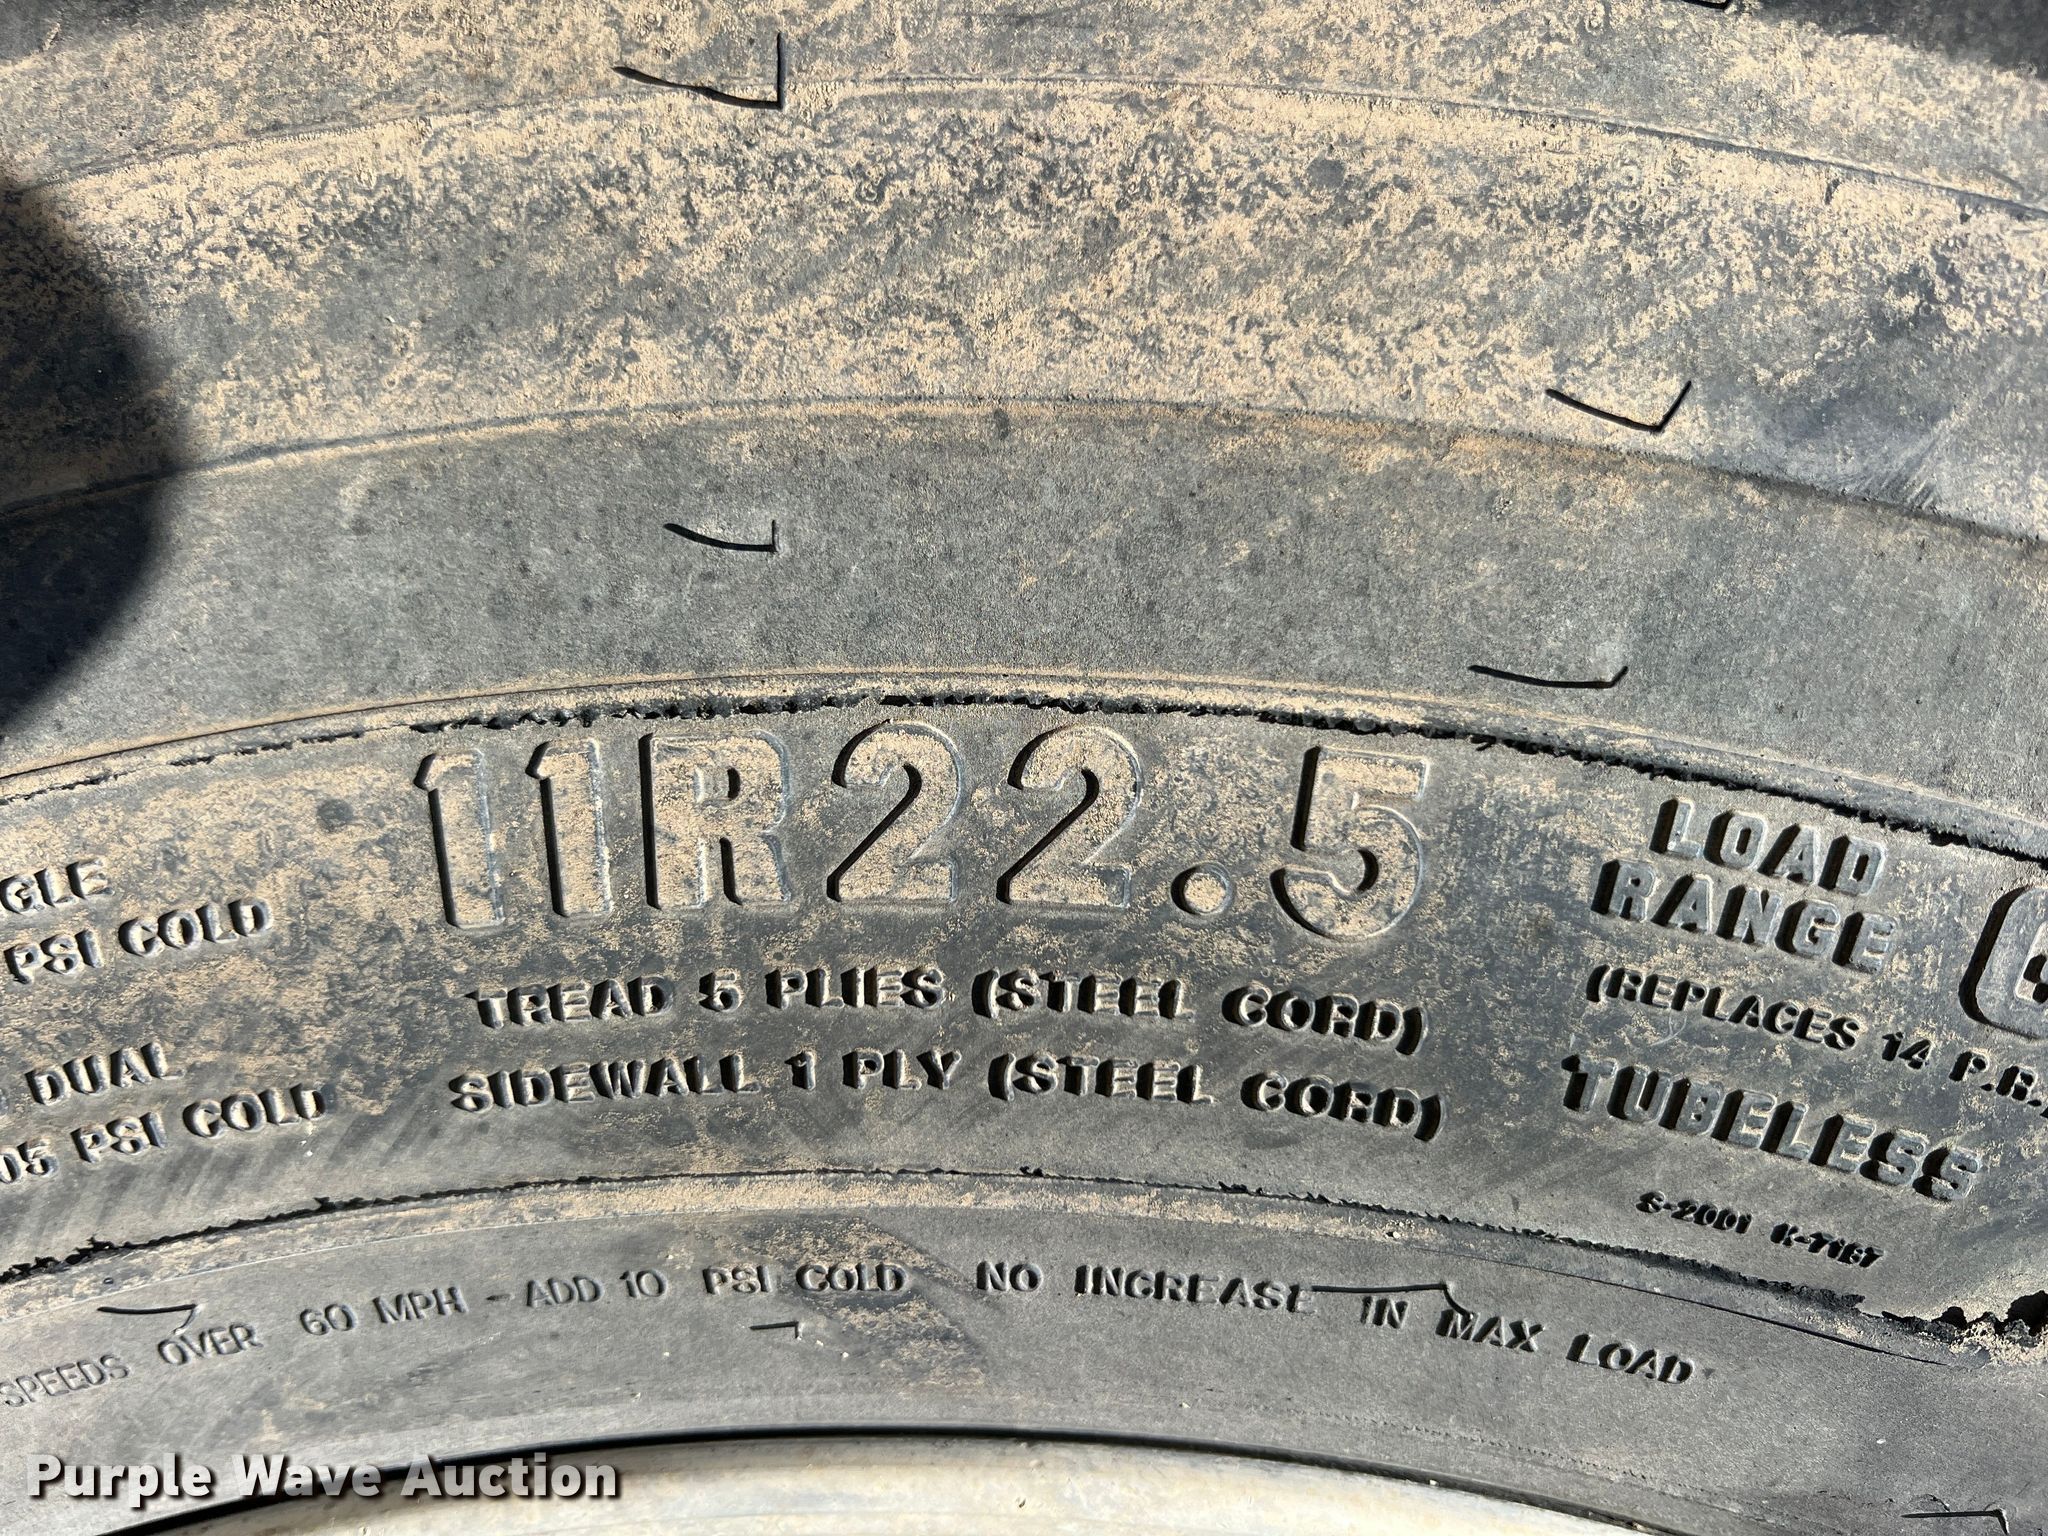 11R22.5
LOAD
RANGE
GLE
PSI COLD
TREAD 5 PLIES (STEEL CORD)
(REPLACES 14 P.R.
DUAL
SIDEWALL 1 PLY (STEEL CORD)
TUBELESS
05 PSI COLD
S-2001
SPEEDS OVER 60 MPH - ADD 10 PSI COLD NO INCREASE IN MAX LOAD
Purple Wave Auction